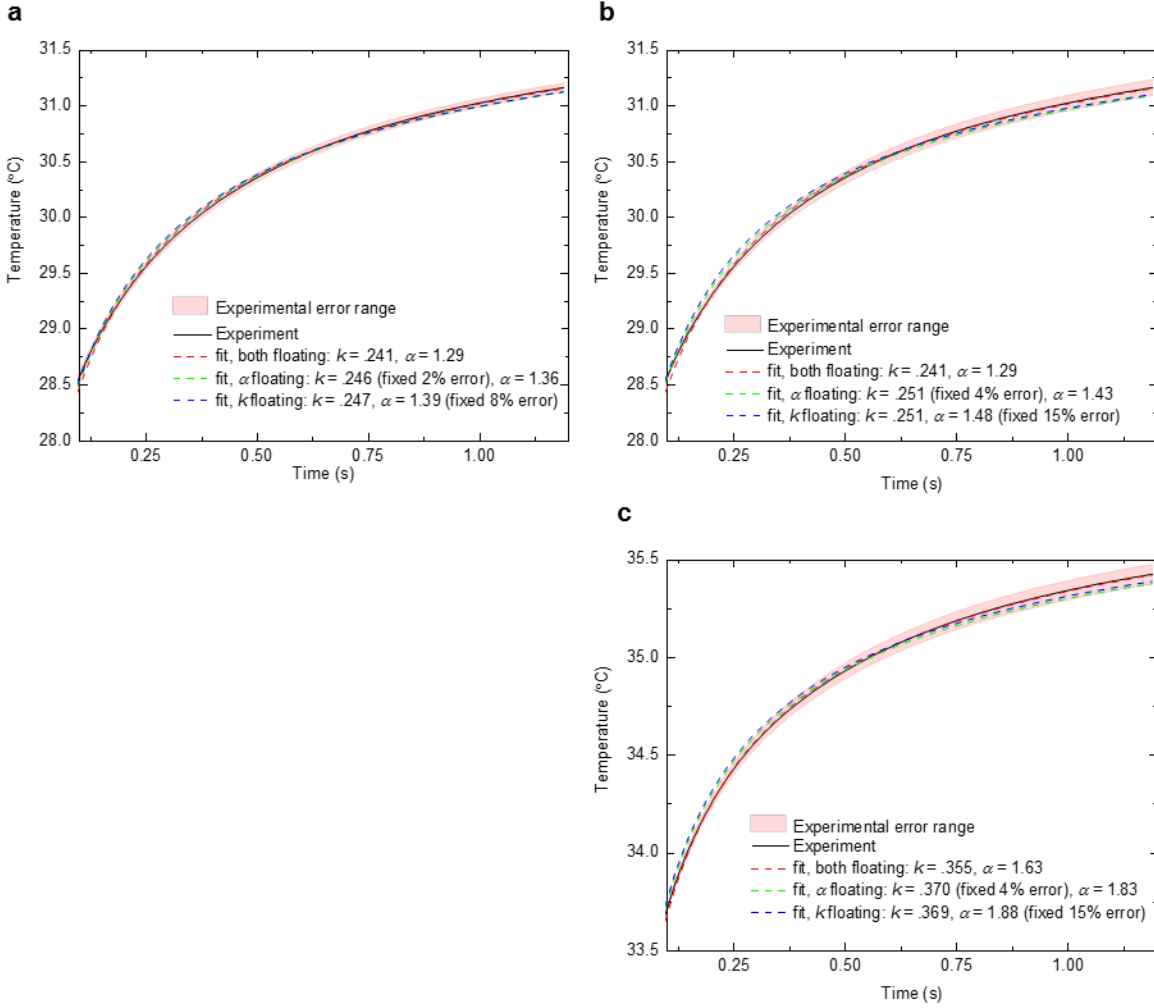 a
31.5
31.0
30.5
30.0
29.5
29.0
28.5
28.0
Temperature (°C)
Experimental error range
Experiment
fit, both floating: k = .241, α = 1.29
fit, α floating: k = .246 (fixed 2% error), α = 1.36
fit, k floating: k = .247, α = 1.39 (fixed 8% error)
0.25 0.50 0.75 1.00
Time (s)
b
31.5
31.0
30.5
30.0
29.5
29.0
28.5
28.0
Temperature (°C)
Experimental error range
Experiment
fit, both floating: k = .241, α = 1.29
fit, α floating: k = .251 (fixed 4% error), α = 1.43
fit, k floating: k = .251, α = 1.48 (fixed 15% error)
0.25 0.50 0.75 1.00
Time (s)
c
35.5
35.0
34.5
34.0
33.5
Temperature (°C)
Experimental error range
Experiment
fit, both floating: k = .355, α = 1.63
fit, α floating: k = .370 (fixed 4% error), α = 1.83
fit, k floating: k = .369, α = 1.88 (fixed 15% error)
0.25 0.50 0.75 1.00
Time (s)